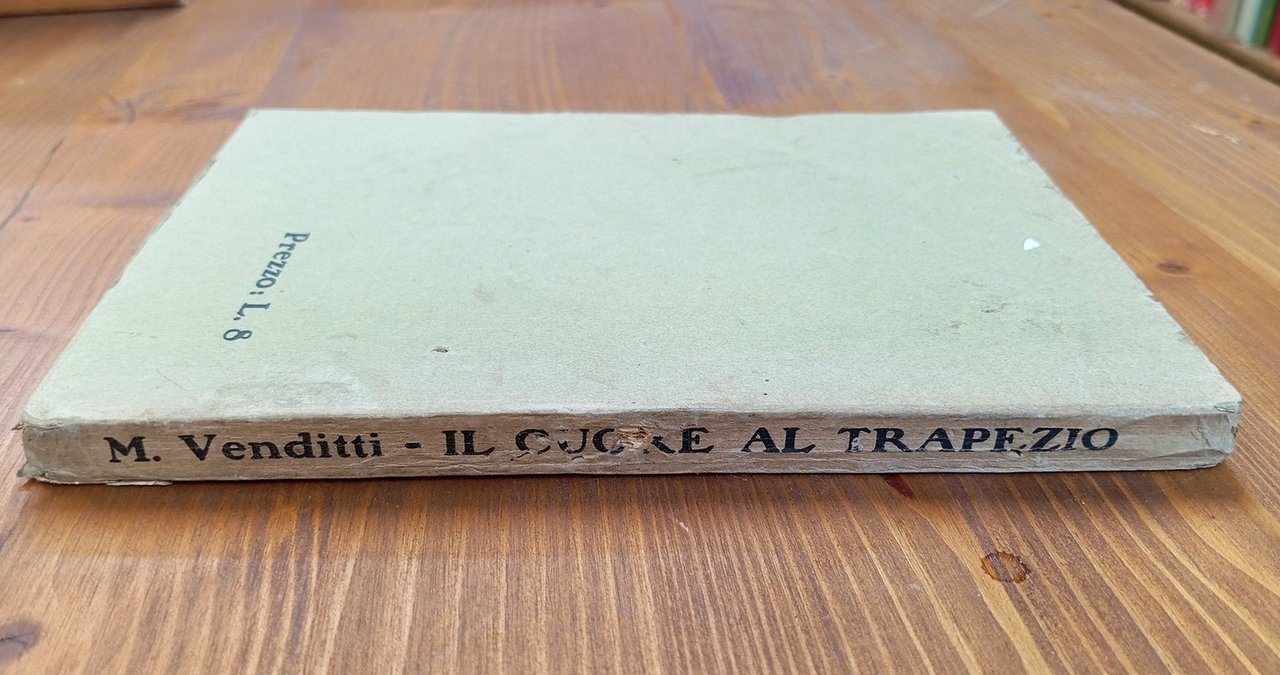 Prezzo: L. 8
M. Venditti - IL CUORE AL TRAPEZIO